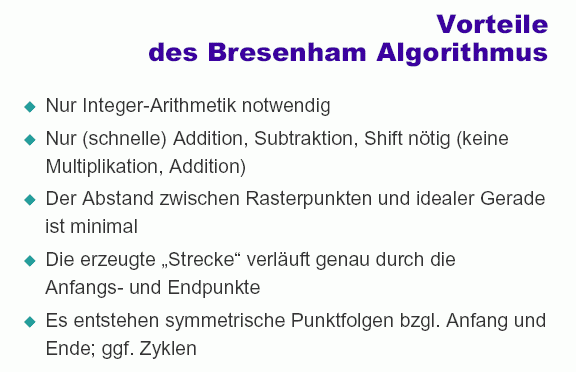 Vorteile
des Bresenham Algorithmus
Nur Integer-Arithmetik notwendig
Nur (schnelle) Addition, Subtraktion, Shift nötig (keine
Multiplikation, Addition)
Der Abstand zwischen Rasterpunkten und idealer Gerade
ist minimal
Die erzeugte „Strecke“ verläuft genau durch die
Anfangs- und Endpunkte
Es entstehen symmetrische Punktfolgen bzgl. Anfang und
Ende; ggf. Zyklen